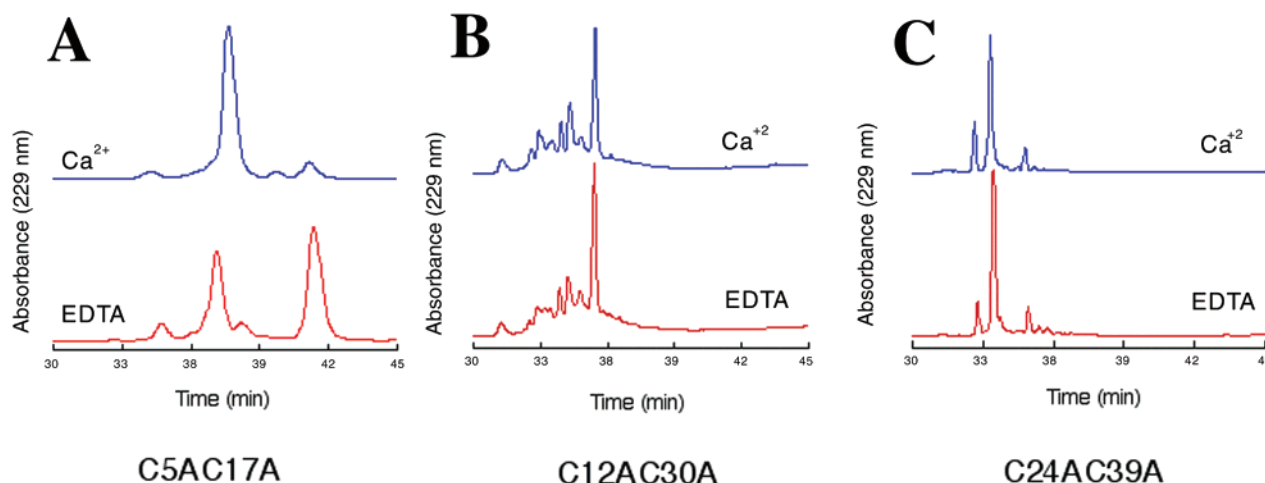 A
Absorbance (229 nm)
Ca2+
EDTA
30 33 36 39 42 45
Time (min)
C5AC17A
B
Absorbance (229 nm)
Ca+2
EDTA
30 33 36 39 42 45
Time (min)
C12AC30A
C
Absorbance (229 nm)
Ca+2
EDTA
30 33 38 39 42 4
Time (min)
C24AC39A